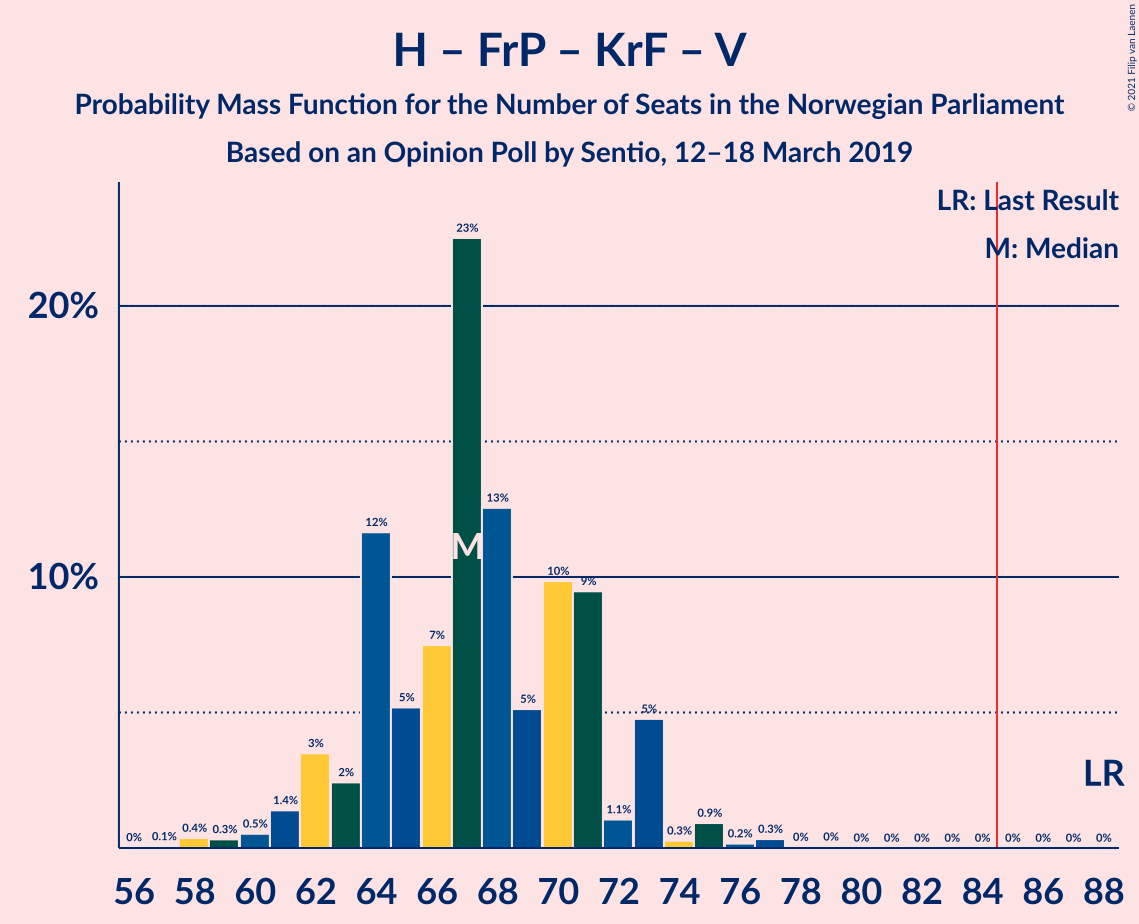 H – FrP – KrF – V
Probability Mass Function for the Number of Seats in the Norwegian Parliament
Based on an Opinion Poll by Sentio, 12–18 March 2019
© 2021 Filip van Laenen
LR: Last Result
M: Median
20%
10%
0% 0.1% 0.4% 0.3% 0.5% 1.4% 3% 2% 12% 5% 7% 23% 13% 5% 10% 9% 1.1% 5% 0.3% 0.9% 0.2% 0.3% 0% 0% 0% 0% 0% 0% 0% 0% 0% 0% 0%
M
LR
56 58 60 62 64 66 68 70 72 74 76 78 80 82 84 86 88